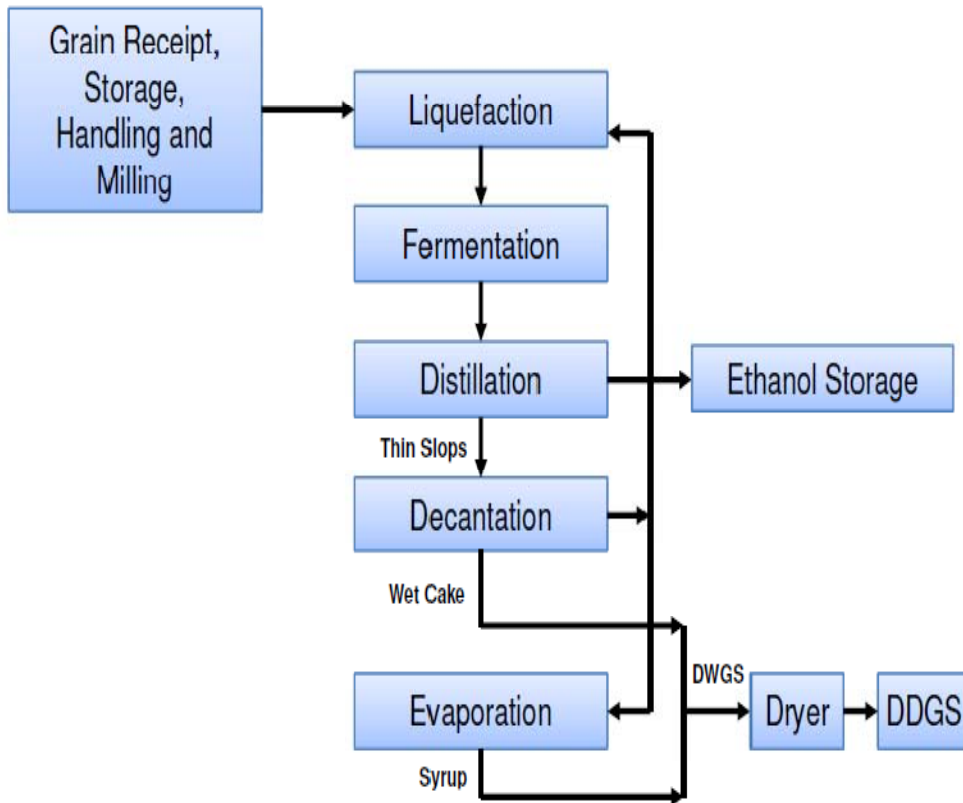 Grain Receipt,
Storage,
Handling and
Milling
Liquefaction
Fermentation
Distillation
Ethanol Storage
Thin Slops
Decantation
Wet Cake
DWGS
Evaporation
Dryer
DDGS
Syrup